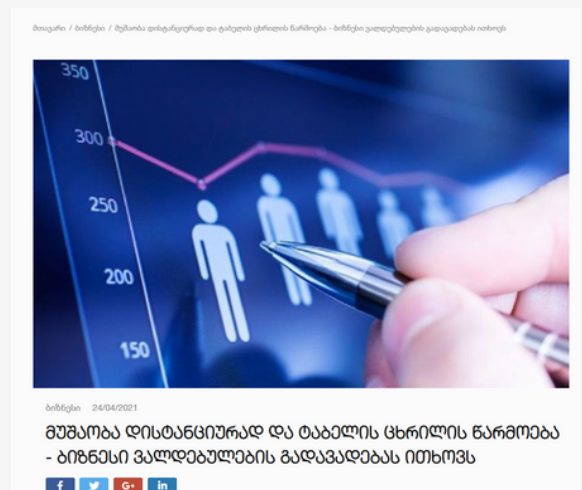 მთავარი / ბიზნესი / მუშაობა დისტანციურად და ტაბელის ცხრილის წარმოება - ბიზნესი ვალდებულების გადავადებას ითხოვს
350
300
250
200
150
ბიზნესი 24/04/2021
მუშაობა დისტანციურად და ტაბელის ცხრილის წარმოება
- ბიზნესი ვალდებულების გადავადებას ითხოვს
f G+ in